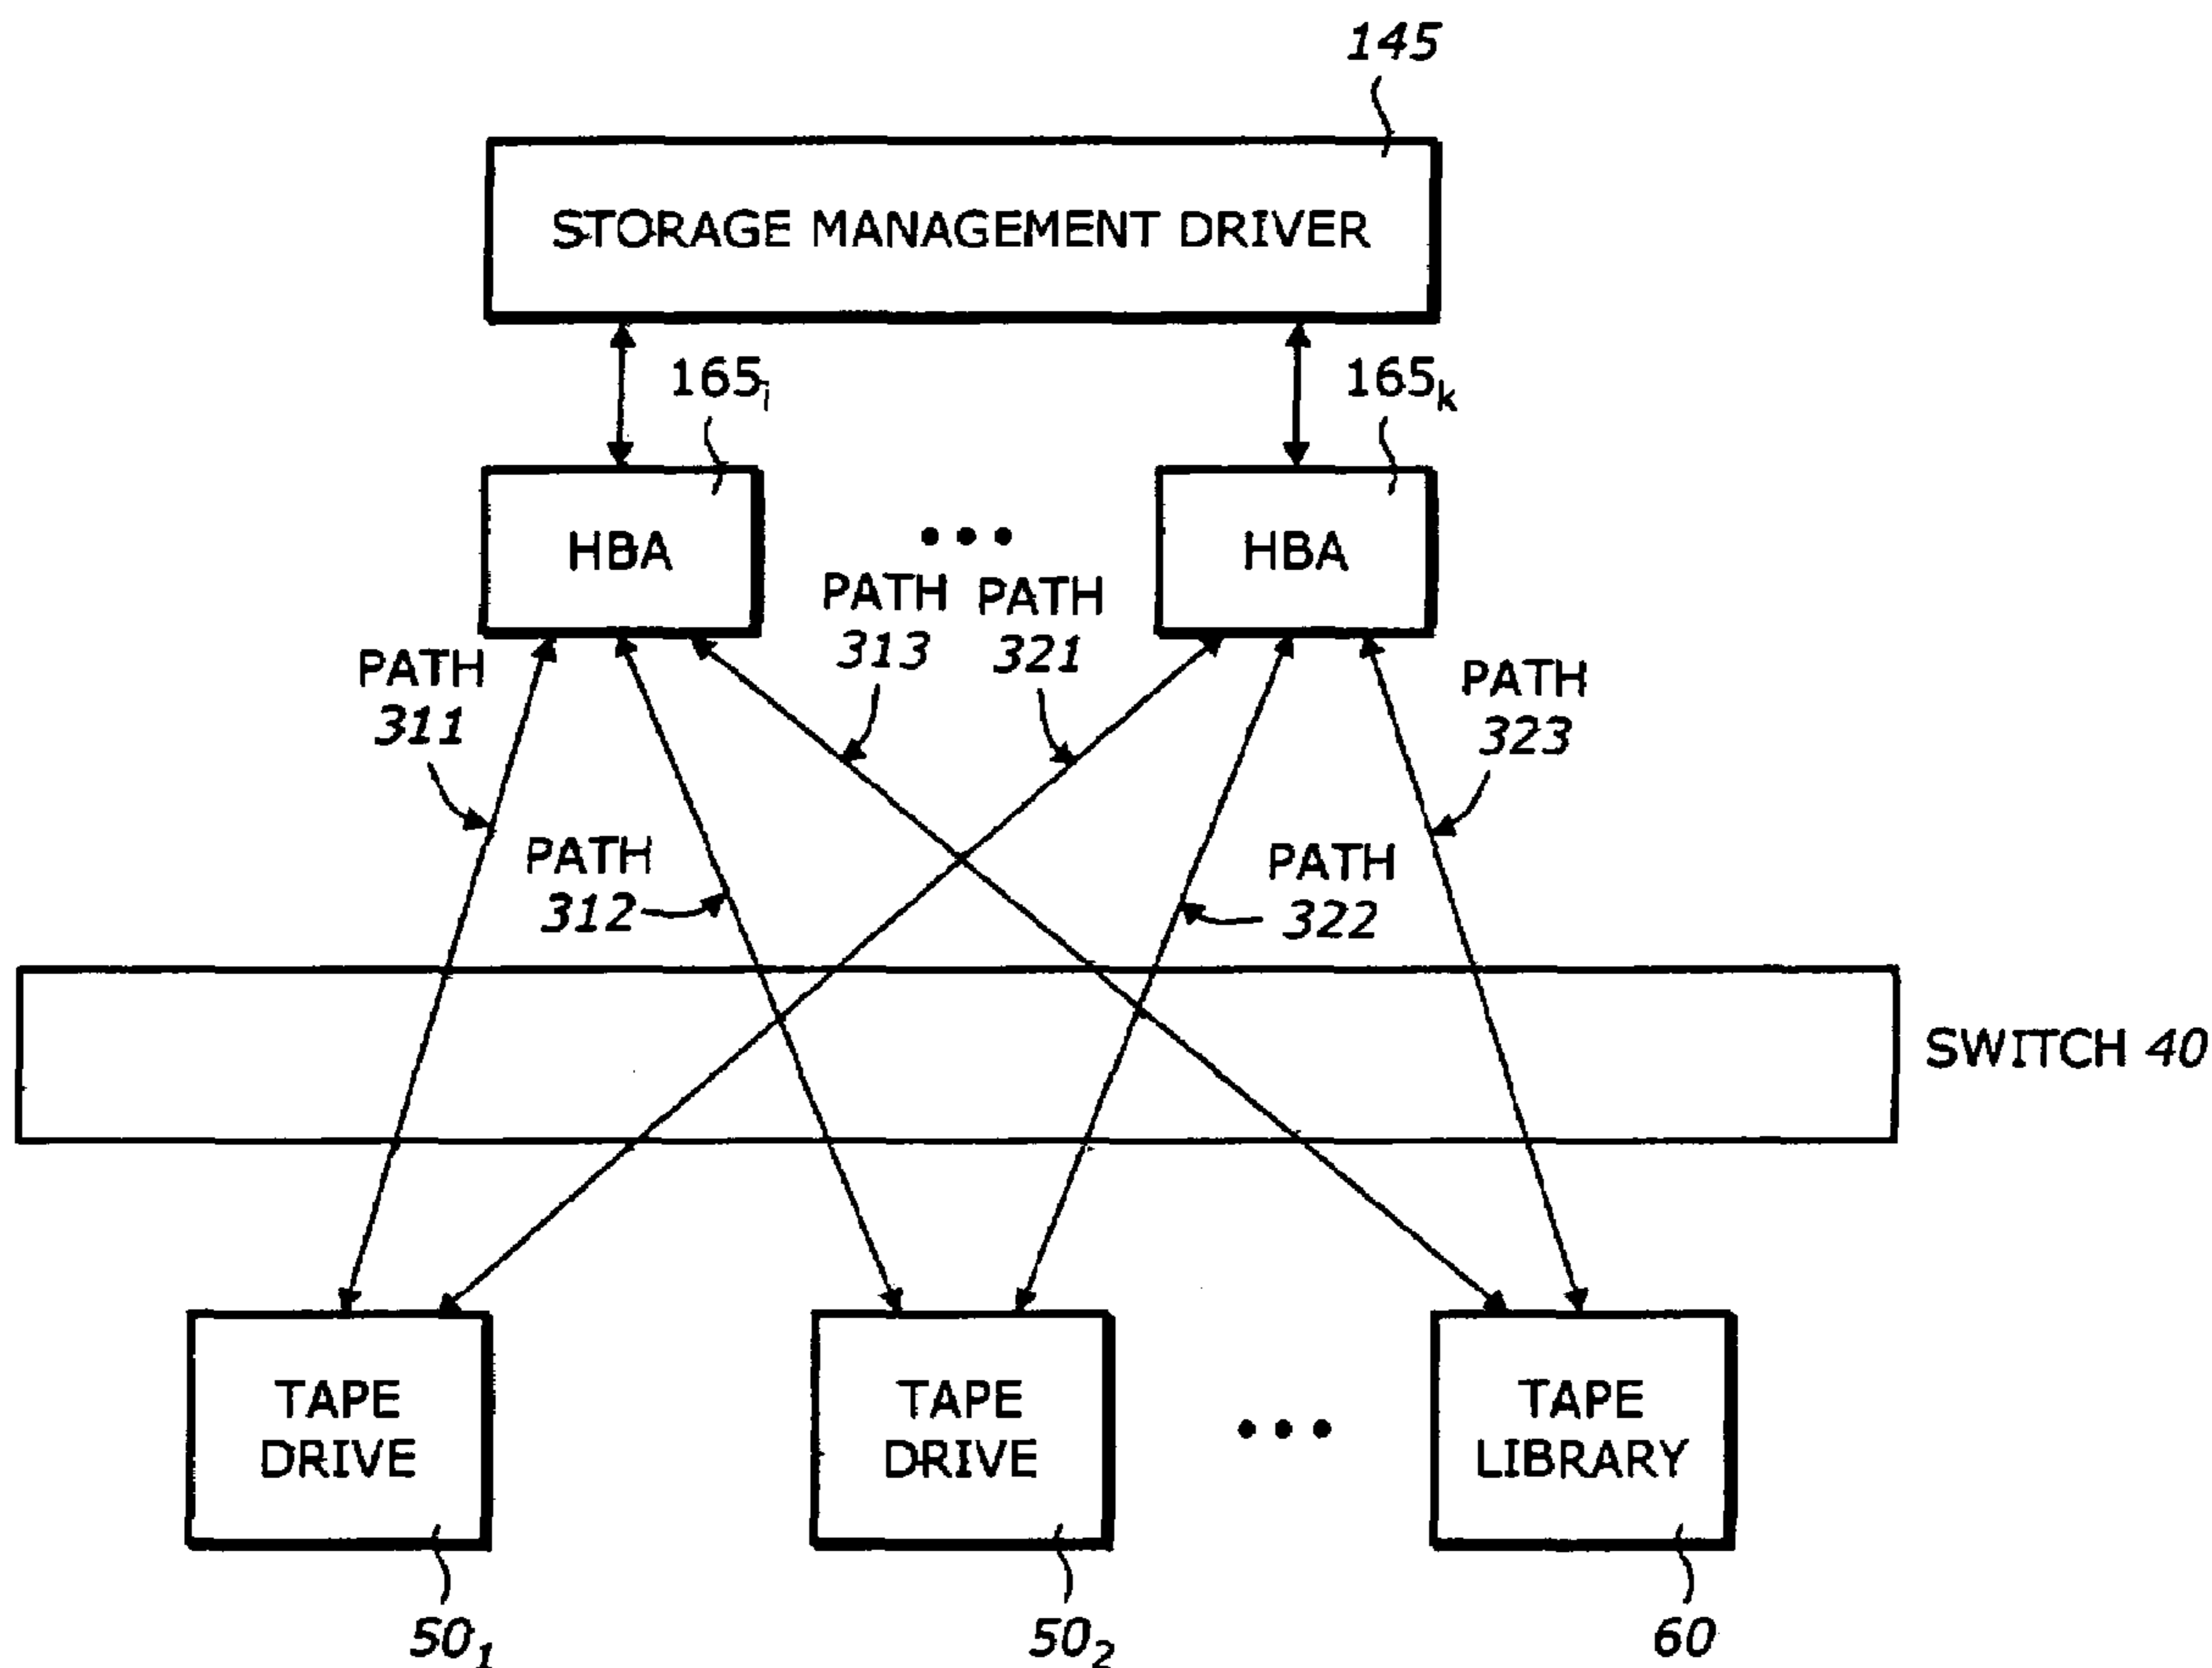 145
STORAGE MANAGEMENT DRIVER
165i
165k
HBA
HBA
PATH
313
PATH
321
PATH
311
PATH
323
PATH
312
PATH
322
SWITCH 40
TAPE
DRIVE
TAPE
DRIVE
TAPE
LIBRARY
50₁
50₂
60